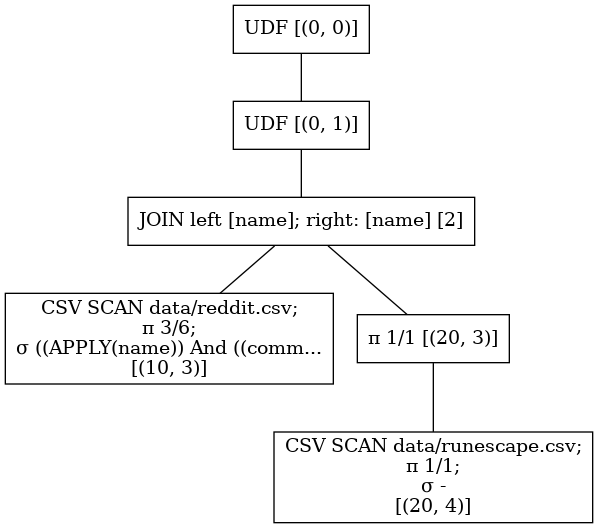 UDF [(0, 0)]
UDF [(0, 1)]
JOIN left [name]; right: [name] [2]
CSV SCAN data/reddit.csv;
π 3/6;
σ ((APPLY(name)) And ((comm...
[(10, 3)]
π 1/1 [(20, 3)]
CSV SCAN data/runescape.csv;
π 1/1;
σ -
[(20, 4)]